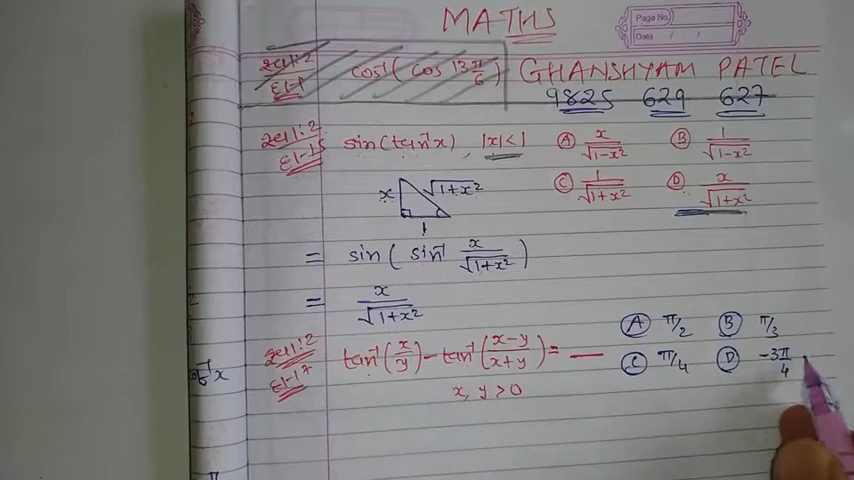 MATHS
Page No.
Date / /
cos⁻¹(cos 13π/6)
GHANSHYAM PATEL
9825 629 627
sin(tan⁻¹x), |x|<1
Ⓐ x/√(1-x²) Ⓑ 1/√(1-x²)
Ⓒ 1/√(1+x²) Ⓓ x/√(1+x²)
x √(1+x²)
1
= sin(sin⁻¹ x/√(1+x²))
= x/√(1+x²)
tan⁻¹(x/y) - tan⁻¹(x-y/x+y) = —
x, y > 0
Ⓐ π/2 Ⓑ π/3
Ⓒ π/4 Ⓓ -3π/4